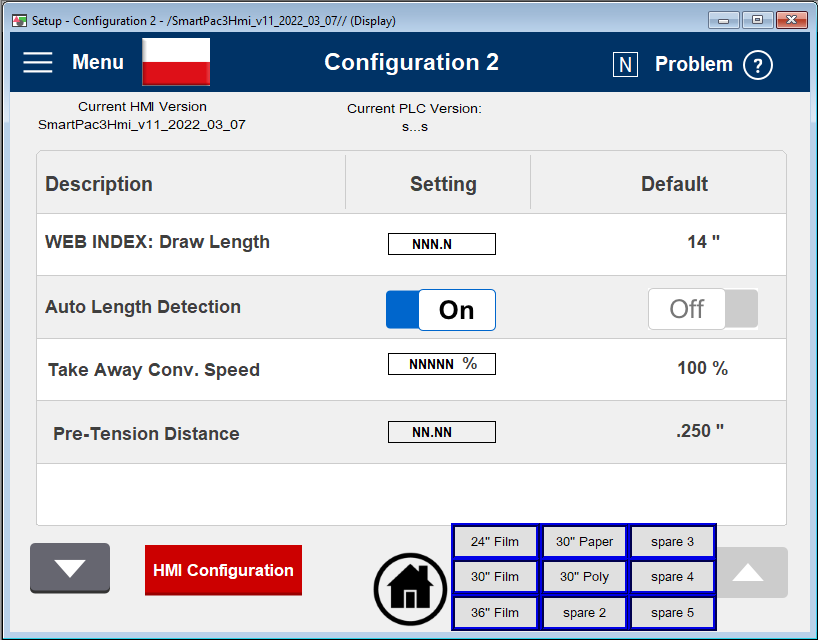 Setup - Configuration 2 - /SmartPac3Hmi_v11_2022_03_07// (Display)
Menu Configuration 2 N Problem ?
Current HMI Version
SmartPac3Hmi_v11_2022_03_07
Current PLC Version:
s...s
Description Setting Default
WEB INDEX: Draw Length NNN.N 14 "
Auto Length Detection On Off
Take Away Conv. Speed NNNNN % 100 %
Pre-Tension Distance NN.NN .250 "
HMI Configuration
24" Film 30" Paper spare 3
30" Film 30" Poly spare 4
36" Film spare 2 spare 5